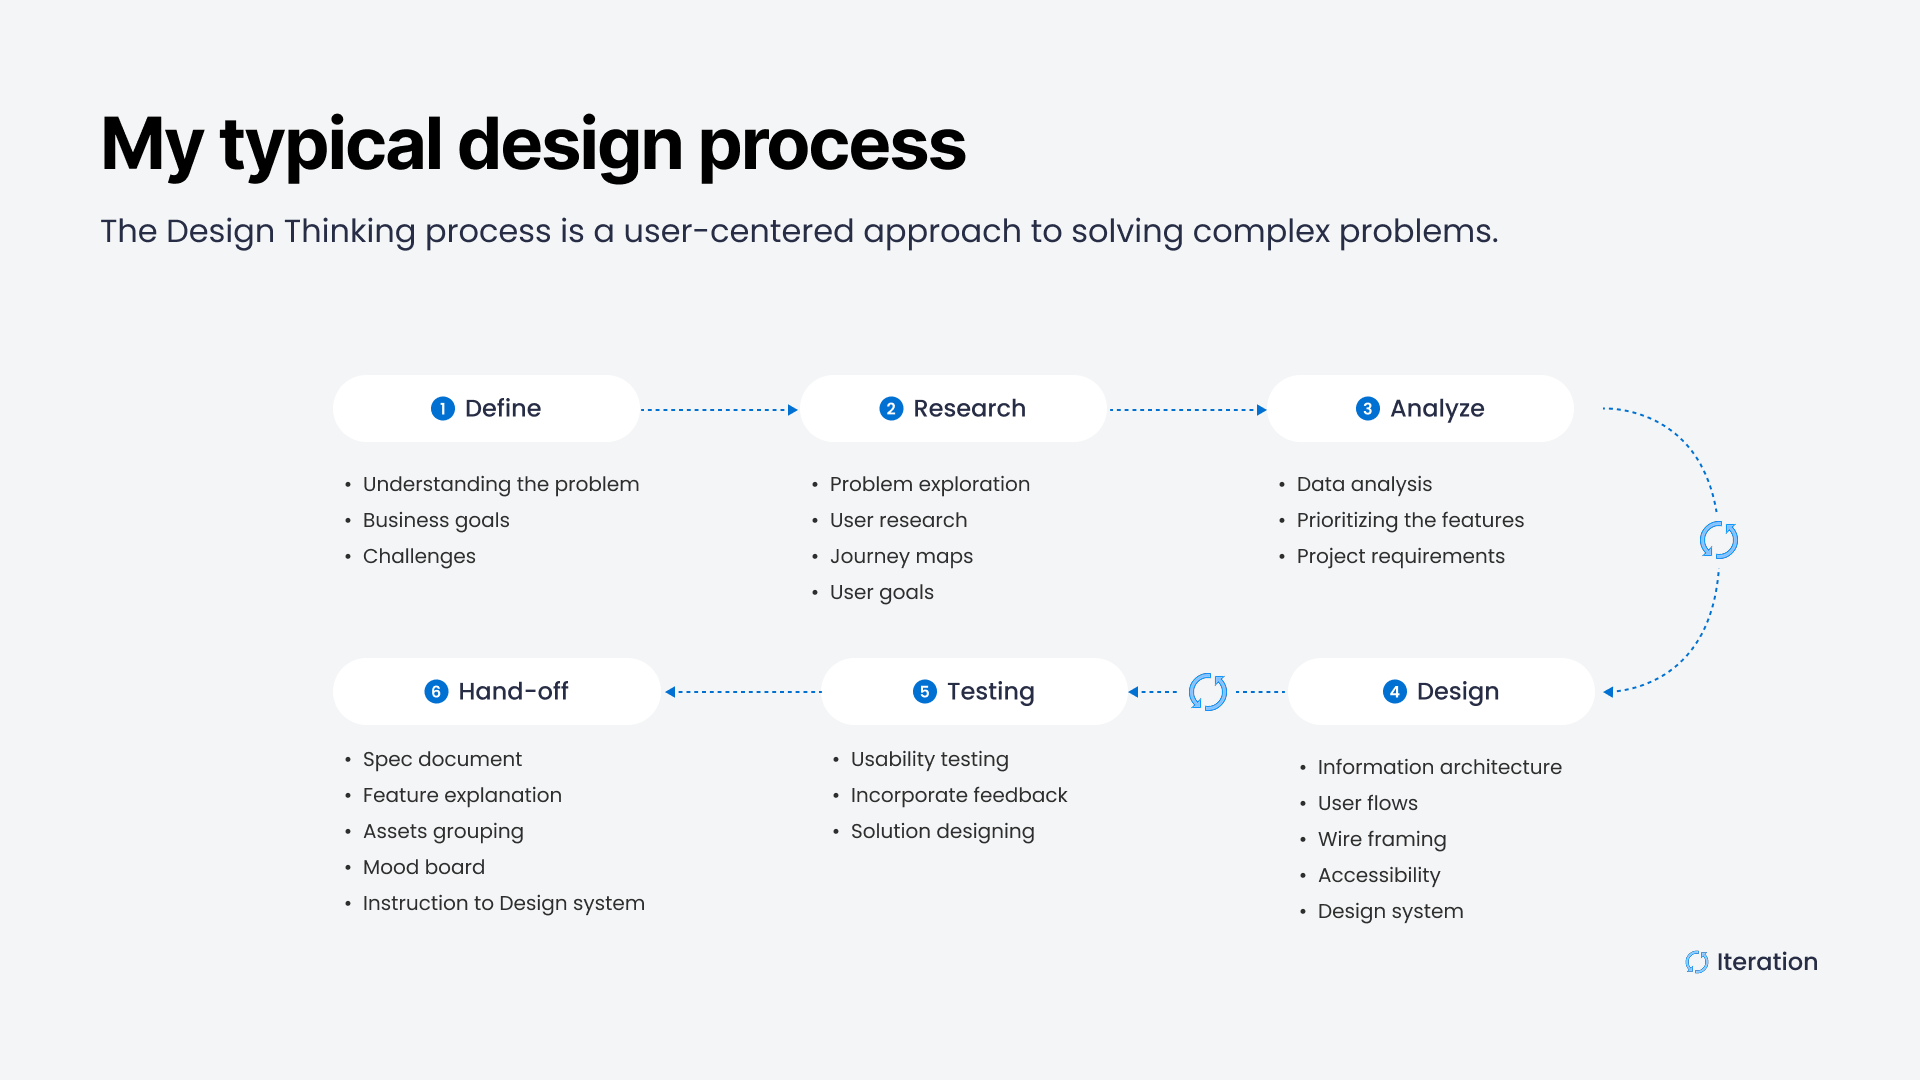 My typical design process
The Design Thinking process is a user-centered approach to solving complex problems.
1 Define
• Understanding the problem
• Business goals
• Challenges
2 Research
• Problem exploration
• User research
• Journey maps
• User goals
3 Analyze
• Data analysis
• Prioritizing the features
• Project requirements
4 Design
• Information architecture
• User flows
• Wire framing
• Accessibility
• Design system
5 Testing
• Usability testing
• Incorporate feedback
• Solution designing
6 Hand-off
• Spec document
• Feature explanation
• Assets grouping
• Mood board
• Instruction to Design system
Iteration